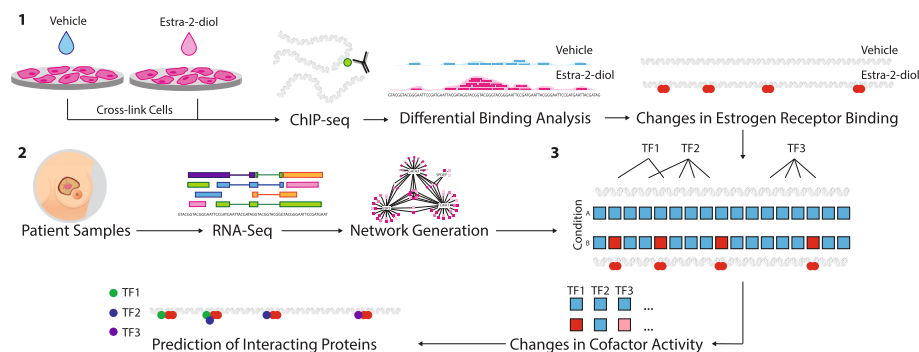 1
Vehicle
Estra-2-diol
Cross-link Cells
ChIP-seq
Vehicle
Estra-2-diol
Differential Binding Analysis
Vehicle
Estra-2-diol
Changes in Estrogen Receptor Binding
2
Patient Samples
RNA-Seq
Network Generation
3
TF1 TF2 TF3
Condition
A
B
TF1 TF2 TF3
...
...
Changes in Cofactor Activity
TF1
TF2
TF3
Prediction of Interacting Proteins